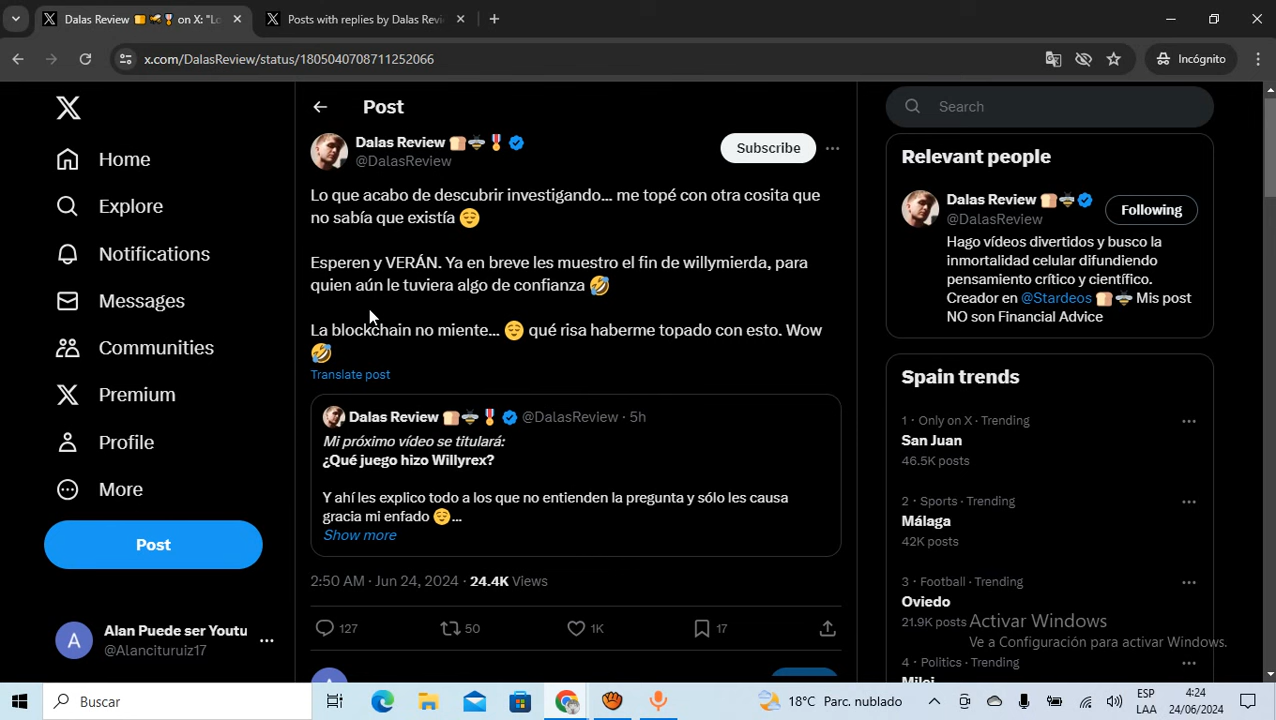 Dalas Review 🍞🐝🎖️ on X: "Lo
Posts with replies by Dalas Revi
x.com/DalasReview/status/1805040708711252066
Incógnito
Home
Explore
Notifications
Messages
Communities
Premium
Profile
More
Post
Alan Puede ser Youtu
@Alancituruiz17
Post
Dalas Review 🍞🐝🎖️
@DalasReview
Subscribe
Lo que acabo de descubrir investigando... me topé con otra cosita que
no sabía que existía 😌
Esperen y VERÁN. Ya en breve les muestro el fin de willymierda, para
quien aún le tuviera algo de confianza 🤣
La blockchain no miente... 😌 qué risa haberme topado con esto. Wow
🤣
Translate post
Dalas Review 🍞🐝🎖️ @DalasReview · 5h
Mi próximo vídeo se titulará:
¿Qué juego hizo Willyrex?
Y ahí les explico todo a los que no entienden la pregunta y sólo les causa
gracia mi enfado 😌...
Show more
2:50 AM · Jun 24, 2024 · 24.4K Views
127
50
1K
17
Search
Relevant people
Dalas Review 🍞🐝
@DalasReview
Following
Hago vídeos divertidos y busco la
inmortalidad celular difundiendo
pensamiento crítico y científico.
Creador en @Stardeos 🍞🐝 Mis post
NO son Financial Advice
Spain trends
1 · Only on X · Trending
San Juan
46.5K posts
2 · Sports · Trending
Málaga
42K posts
3 · Football · Trending
Oviedo
21.9K posts
4 · Politics · Trending
Milei
Activar Windows
Ve a Configuración para activar Windows.
Buscar
18°C Parc. nublado
ESP
LAA
4:24
24/06/2024